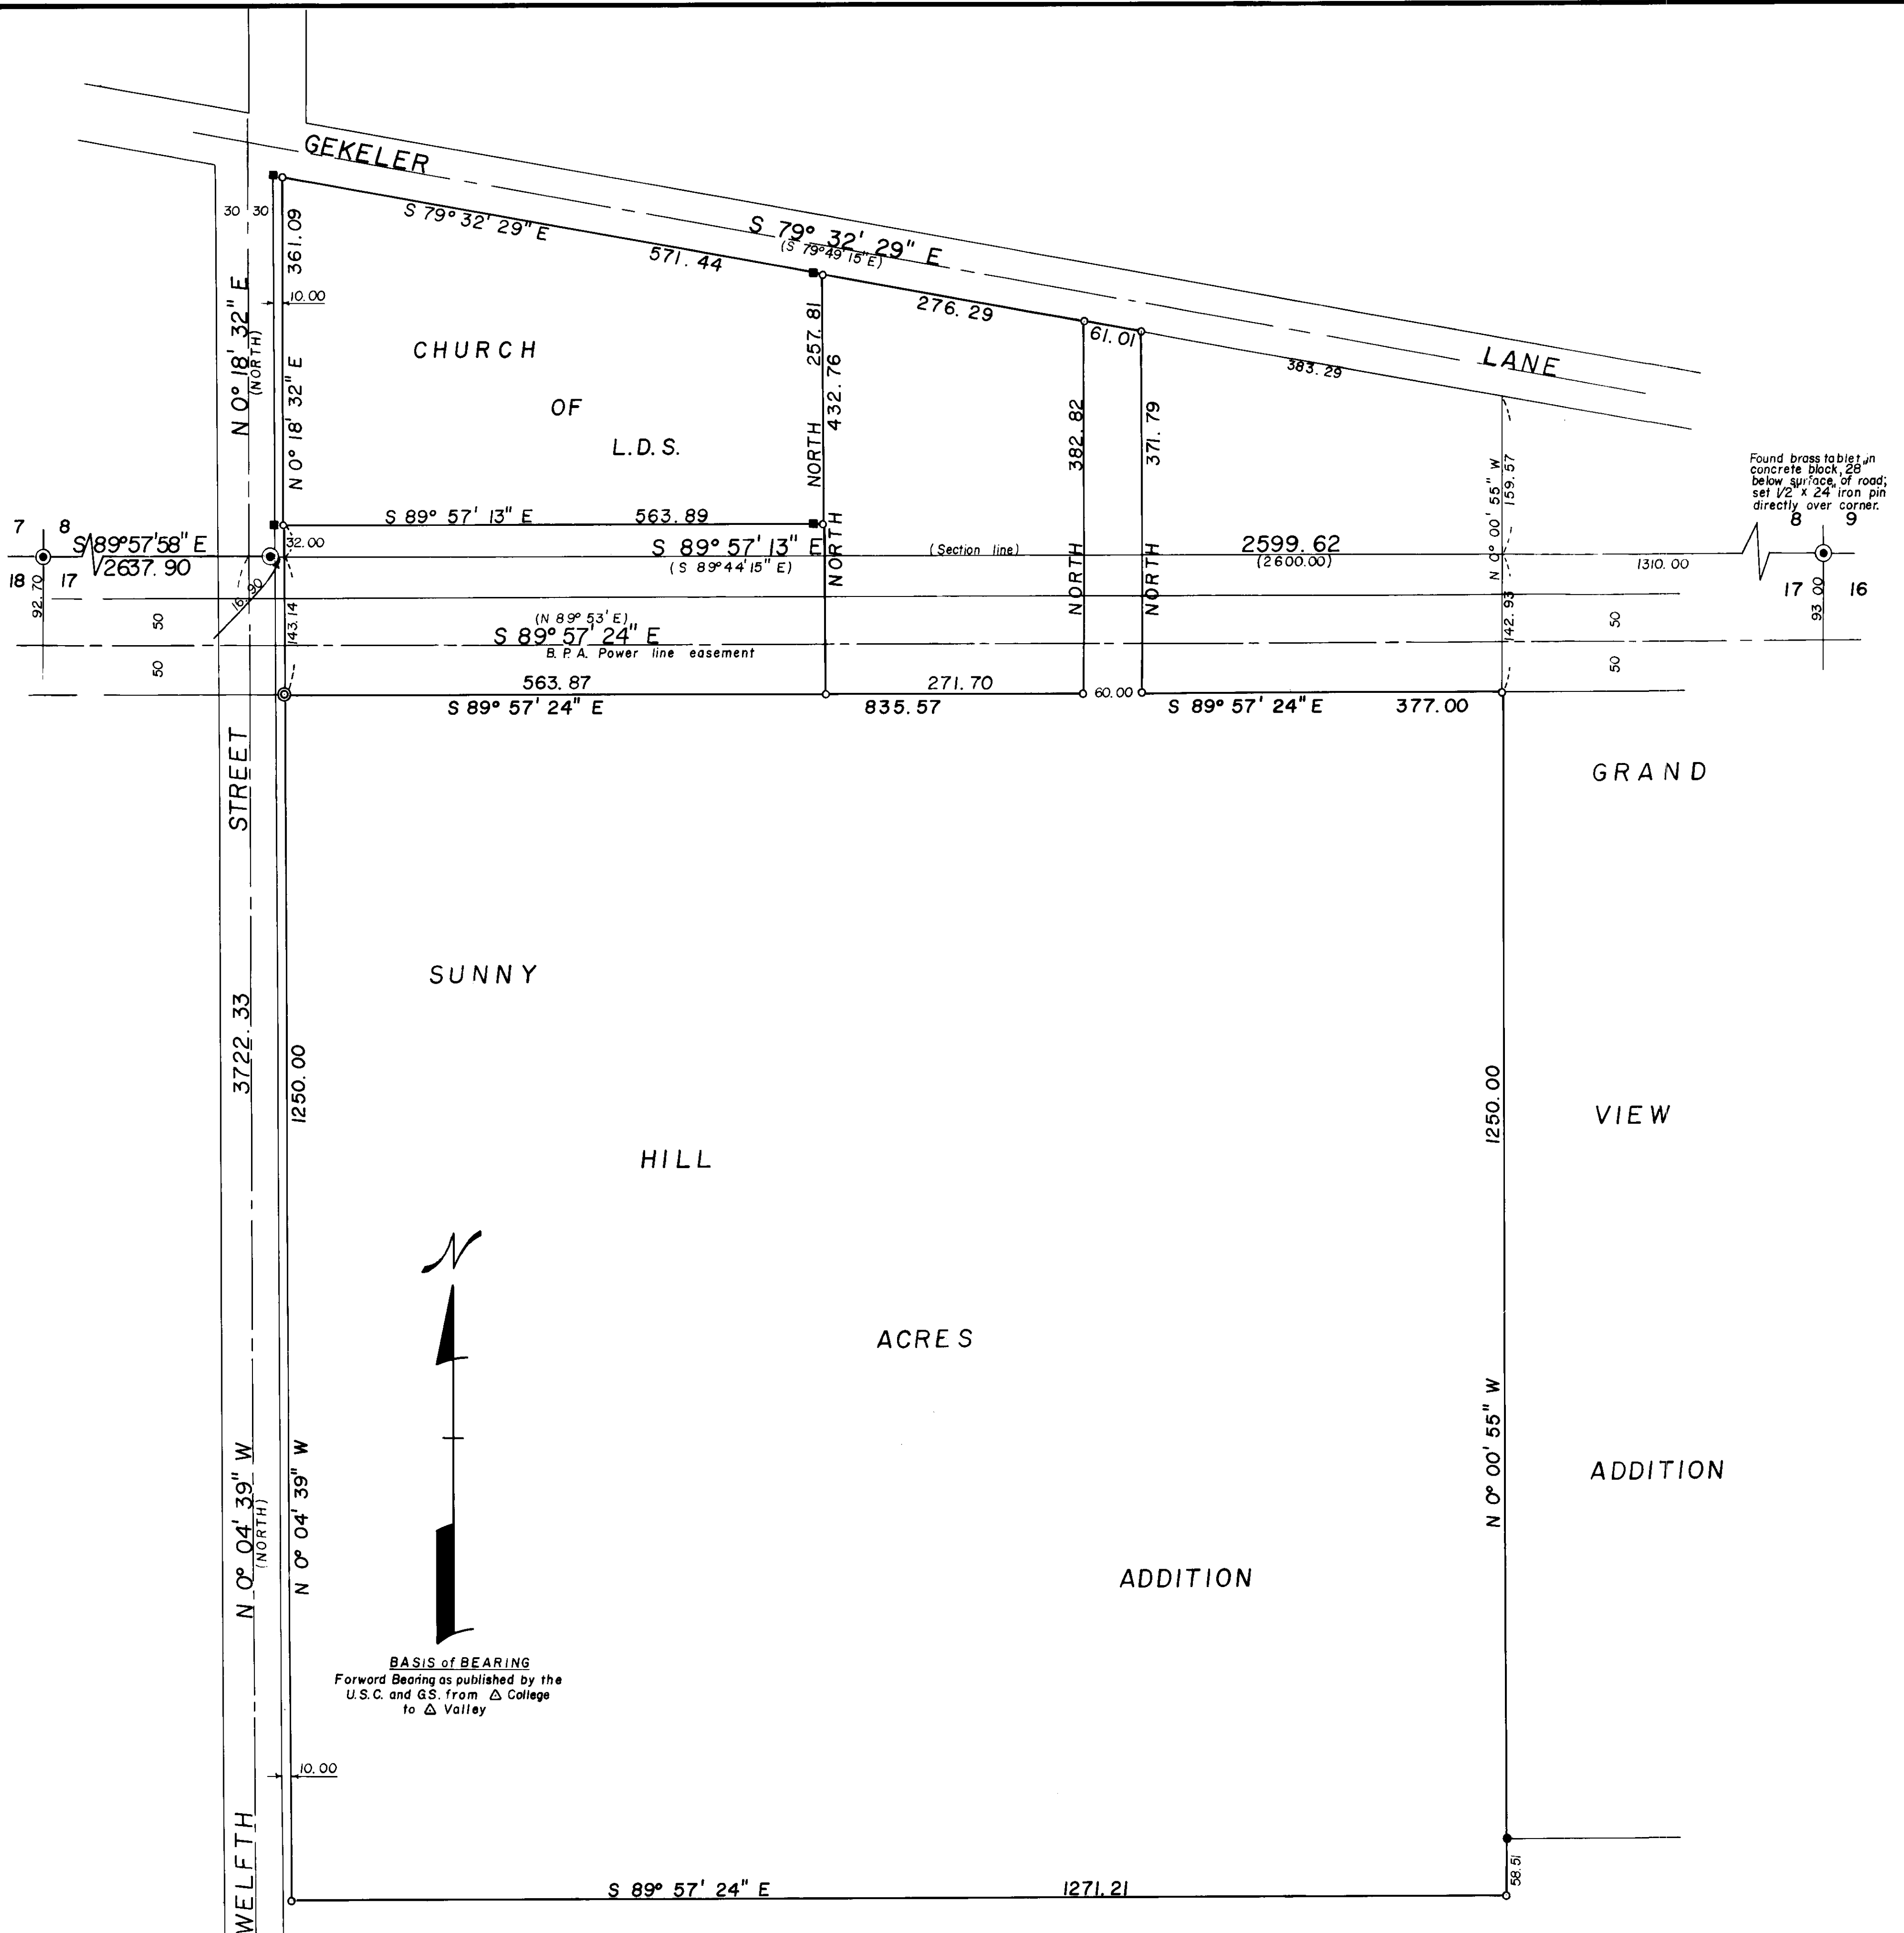 GEKELER
30 30
361.09
S 79° 32' 29" E
571.44
S 79° 32' 29" E
(S 79°49'15"E)
10.00
N 0° 18' 32" E
(NORTH)
N 0° 18' 32" E
CHURCH
OF
L.D.S.
257.81
NORTH
432.76
NORTH
276.29
61.01
383.29
LANE
382.82
NORTH
371.79
NORTH
N 0° 00' 55" W
159.57
Found brass tablet in
concrete block, 28"
below surface of road;
set 1/2" x 24" iron pin
directly over corner.
7 8
18 17
92.70
S 89°57'58" E
2637.90
S 89° 57' 13" E 563.89
32.00
S 89° 57' 13" E
(S 89°44'15"E)
(Section line)
2599.62
(2600.00)
1310.00
8 9
17 16
93.00
16.90
143.14
142.93
50
50
50
50
(N 89° 53' E)
S 89° 57' 24" E
B.P.A. Power line easement
563.87
271.70
60.00
S 89° 57' 24" E
835.57
S 89° 57' 24" E
377.00
STREET
3722.33
1250.00
N 0° 04' 39" W
(NORTH)
N 0° 04' 39" W
SUNNY
HILL
ACRES
ADDITION
1250.00
N 0° 00' 55" W
GRAND
VIEW
ADDITION
N
BASIS of BEARING
Forword Bearing as published by the
U.S.C. and G.S. from △ College
to △ Valley
10.00
WELFTH
S 89° 57' 24" E
1271.21
58.51